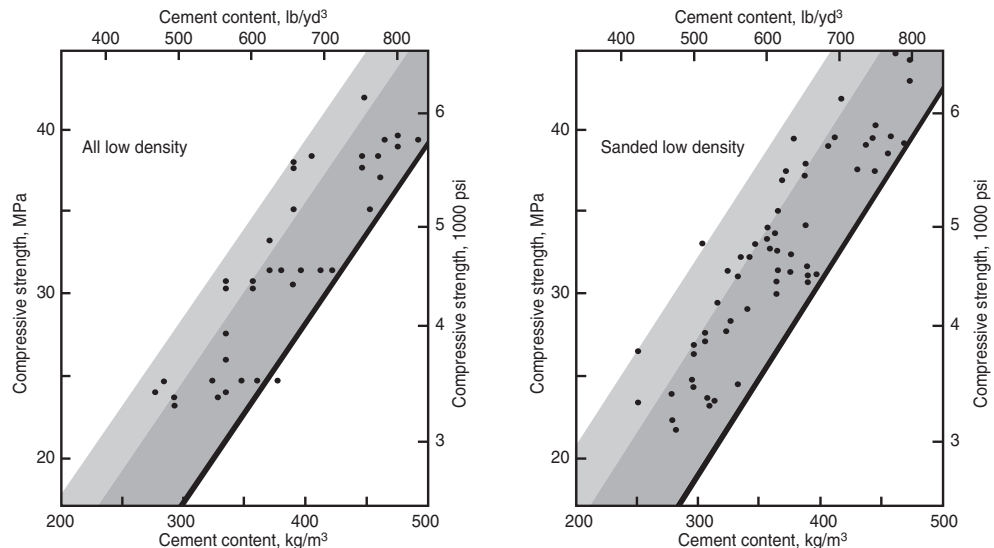 Cement content, lb/yd³
400 500 600 700 800
All low density
Compressive strength, MPa
40
30
20
Compressive strength, 1000 psi
6
5
4
3
200 300 400 500
Cement content, kg/m³
Cement content, lb/yd³
400 500 600 700 800
Sanded low density
Compressive strength, MPa
40
30
20
Compressive strength, 1000 psi
6
5
4
3
200 300 400 500
Cement content, kg/m³